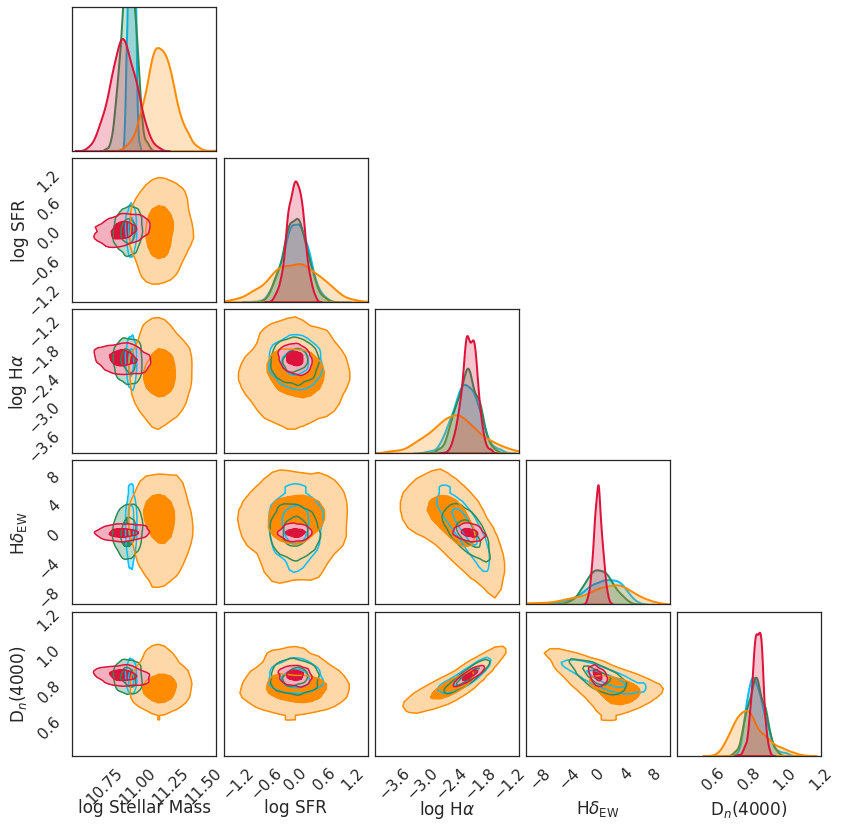 1.2
0.6
0.0
−0.6
−1.2
log SFR
−1.2
−1.8
−2.4
−3.0
−3.6
log Hα
8
4
0
−4
−8
HδEW
1.2
1.0
0.8
0.6
Dn(4000)
10.75 11.00 11.25 11.50
−1.2 −0.6 0.0 0.6 1.2
−3.6 −3.0 −2.4 −1.8 −1.2
−8 −4 0 4 8
0.6 0.8 1.0 1.2
log Stellar Mass
log SFR
log Hα
HδEW
Dn(4000)